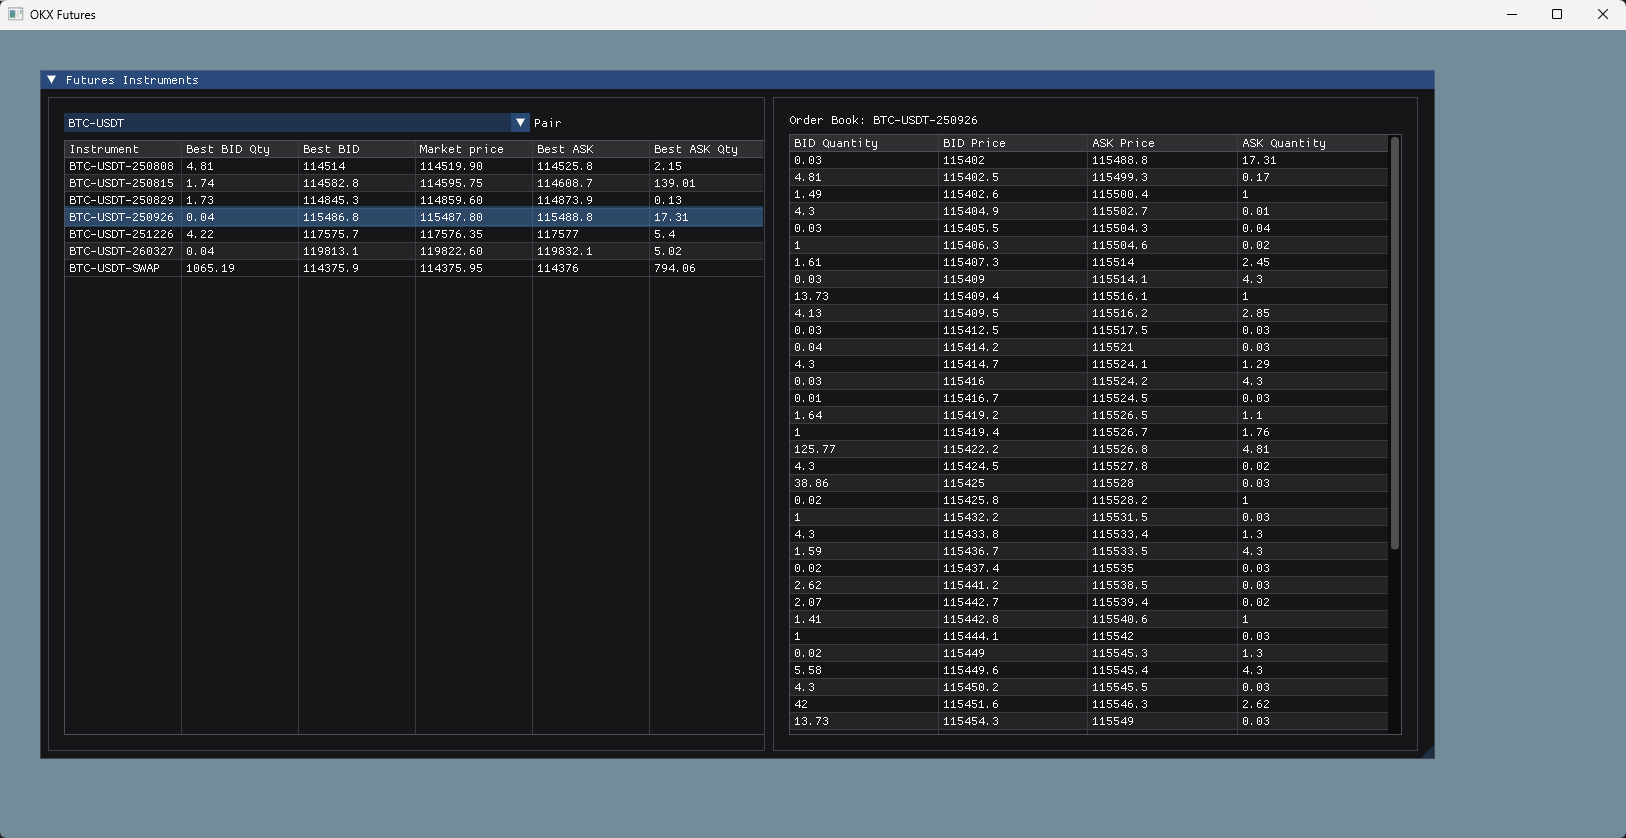 OKX Futures
Futures Instruments
BTC-USDT Pair
Instrument Best BID Qty Best BID Market price Best ASK Best ASK Qty
BTC-USDT-250808 4.81 114514 114519.90 114525.8 2.15
BTC-USDT-250815 1.74 114582.8 114595.75 114608.7 139.01
BTC-USDT-250829 1.73 114845.3 114859.60 114873.9 0.13
BTC-USDT-250926 0.04 115486.8 115487.80 115488.8 17.31
BTC-USDT-251226 4.22 117575.7 117576.35 117577 5.4
BTC-USDT-260327 0.04 119813.1 119822.60 119832.1 5.02
BTC-USDT-SWAP 1065.19 114375.9 114375.95 114376 794.06
Order Book: BTC-USDT-250926
BID Quantity BID Price ASK Price ASK Quantity
0.03 115402 115488.8 17.31
4.81 115402.5 115499.3 0.17
1.49 115402.6 115500.4 1
4.3 115404.9 115502.7 0.01
0.03 115405.5 115504.3 0.04
1 115406.3 115504.6 0.02
1.61 115407.3 115514 2.45
0.03 115409 115514.1 4.3
13.73 115409.4 115516.1 1
4.13 115409.5 115516.2 2.85
0.03 115412.5 115517.5 0.03
0.04 115414.2 115521 0.03
4.3 115414.7 115524.1 1.29
0.03 115416 115524.2 4.3
0.01 115416.7 115524.5 0.03
1.64 115419.2 115526.5 1.1
1 115419.4 115526.7 1.76
125.77 115422.2 115526.8 4.81
4.3 115424.5 115527.8 0.02
38.86 115425 115528 0.03
0.02 115425.8 115528.2 1
1 115432.2 115531.5 0.03
4.3 115433.8 115533.4 1.3
1.59 115436.7 115533.5 4.3
0.02 115437.4 115535 0.03
2.62 115441.2 115538.5 0.03
2.07 115442.7 115539.4 0.02
1.41 115442.8 115540.6 1
1 115444.1 115542 0.03
0.02 115449 115545.3 1.3
5.58 115449.6 115545.4 4.3
4.3 115450.2 115545.5 0.03
42 115451.6 115546.3 2.62
13.73 115454.3 115549 0.03